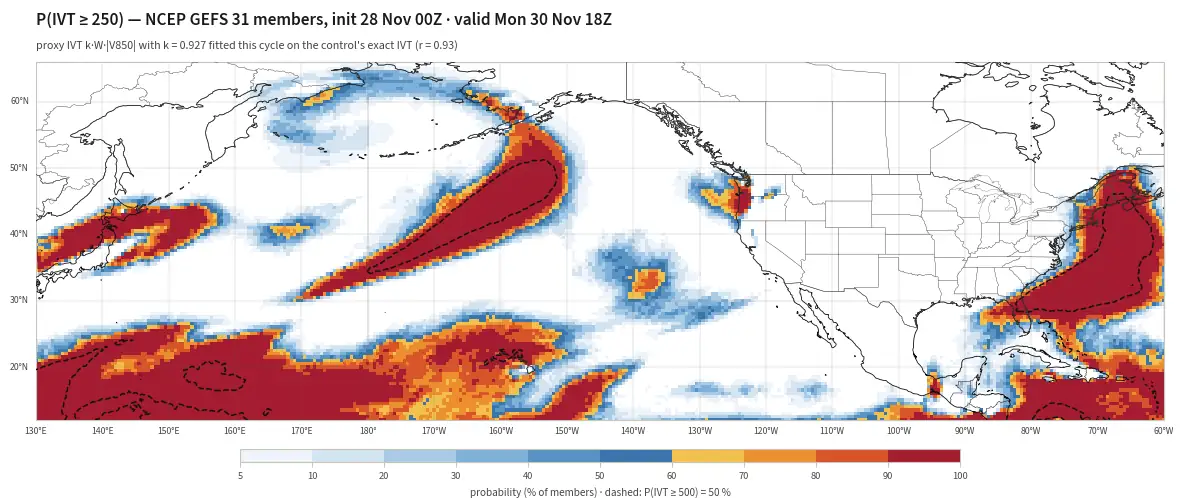 P(IVT ≥ 250) — NCEP GEFS 31 members, init 28 Nov 00Z · valid Mon 30 Nov 18Z
proxy IVT k·W·|V850| with k = 0.927 fitted this cycle on the control's exact IVT (r = 0.93)
60°N
50°N
40°N
30°N
20°N
130°E 140°E 150°E 160°E 170°E 180° 170°W 160°W 150°W 140°W 130°W 120°W 110°W 100°W 90°W 80°W 70°W 60°W
5 10 20 30 40 50 60 70 80 90 100
probability (% of members) · dashed: P(IVT ≥ 500) = 50 %